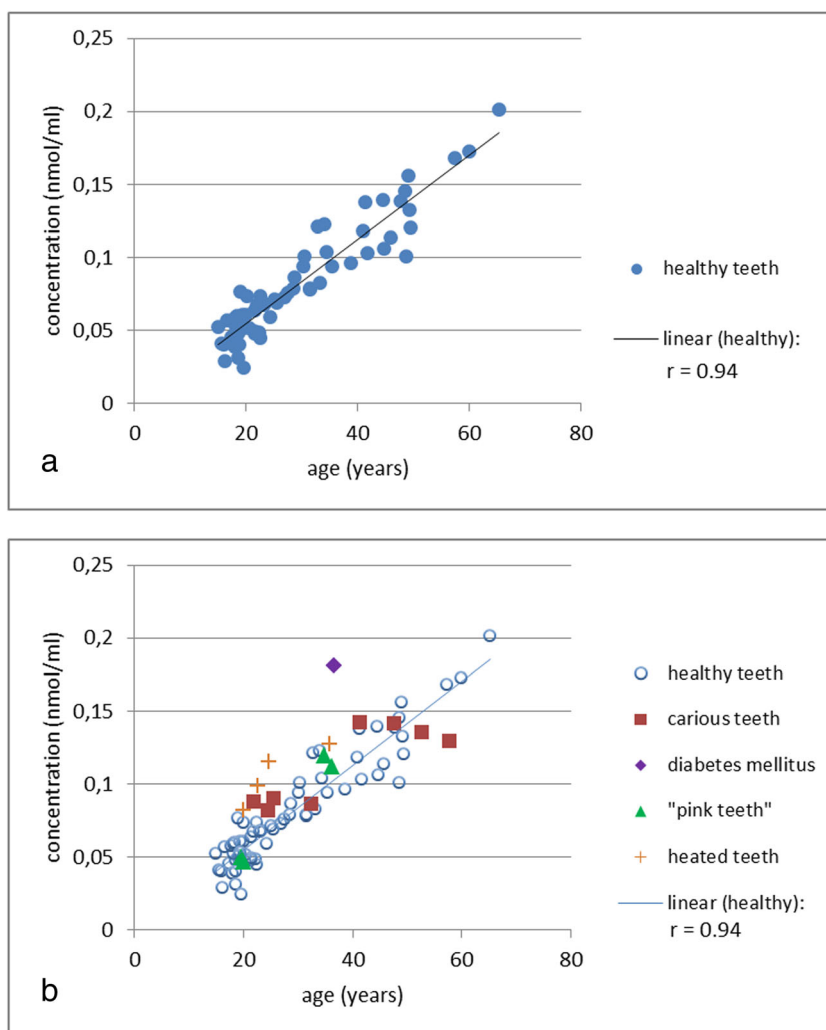 0,25
0,2
0,15
0,1
0,05
0
concentration (nmol/ml)
0 20 40 60 80
age (years)
healthy teeth
linear (healthy):
r = 0.94
a
0,25
0,2
0,15
0,1
0,05
0
concentration (nmol/ml)
0 20 40 60 80
age (years)
healthy teeth
carious teeth
diabetes mellitus
"pink teeth"
heated teeth
linear (healthy):
r = 0.94
b